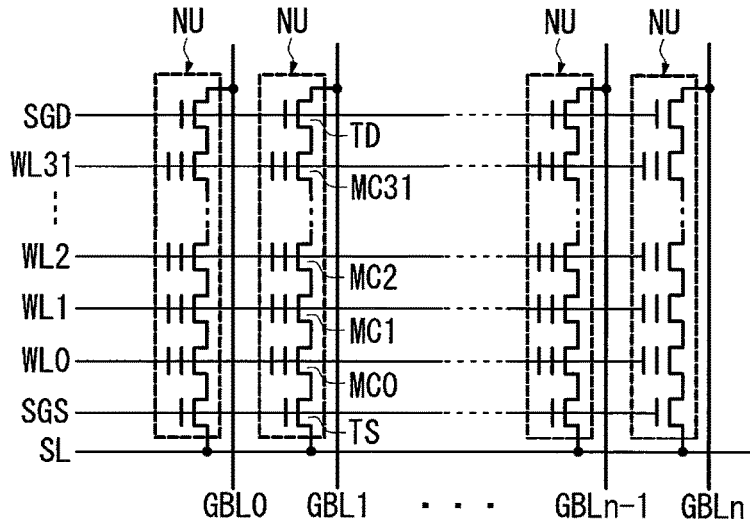 NU NU NU NU
SGD
TD
WL31
MC31
WL2
MC2
WL1
MC1
WL0
MC0
SGS
TS
SL
GBL0 GBL1 · · · GBLn-1 GBLn